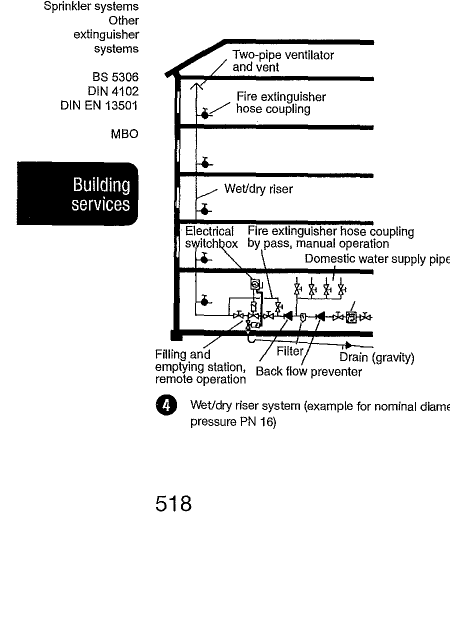 Sprinkler systems
Other
extinguisher
systems
BS 5306
DIN 4102
DIN EN 13501
MBO
Building
services
Two-pipe ventilator
and vent
Fire extinguisher
hose coupling
Wet/dry riser
Electrical
switchbox
Fire extinguisher hose coupling
by pass, manual operation
Domestic water supply pipe
Filling and
emptying station,
remote operation
Filter
Back flow preventer
Drain (gravity)
4 Wet/dry riser system (example for nominal diame
pressure PN 16)
518